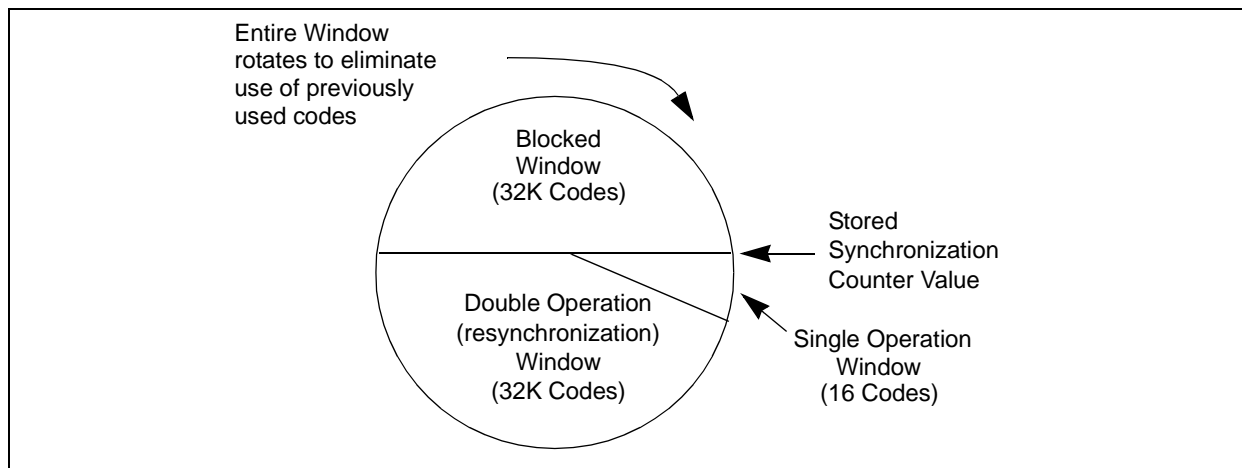 Entire Window
rotates to eliminate
use of previously
used codes
Blocked
Window
(32K Codes)
Stored
Synchronization
Counter Value
Double Operation
(resynchronization)
Window
(32K Codes)
Single Operation
Window
(16 Codes)